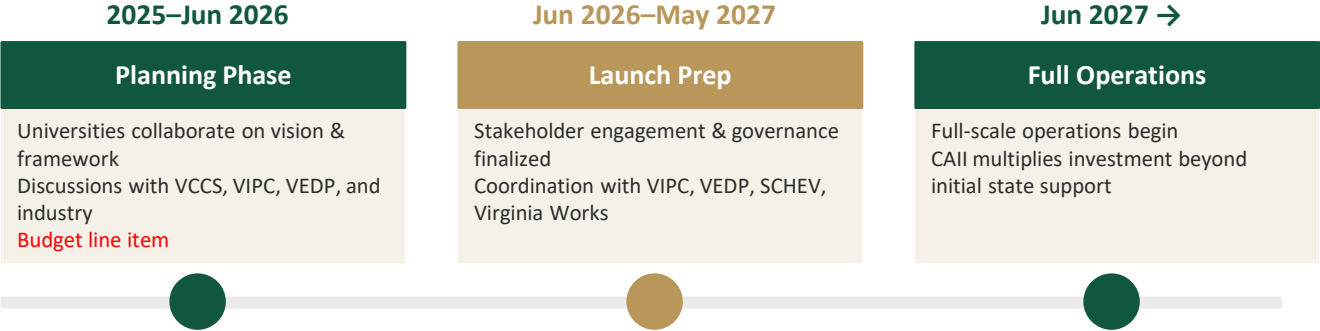 2025–Jun 2026
Planning Phase
Universities collaborate on vision &
framework
Discussions with VCCS, VIPC, VEDP, and
industry
Budget line item
Jun 2026–May 2027
Launch Prep
Stakeholder engagement & governance
finalized
Coordination with VIPC, VEDP, SCHEV,
Virginia Works
Jun 2027 →
Full Operations
Full-scale operations begin
CAII multiplies investment beyond
initial state support